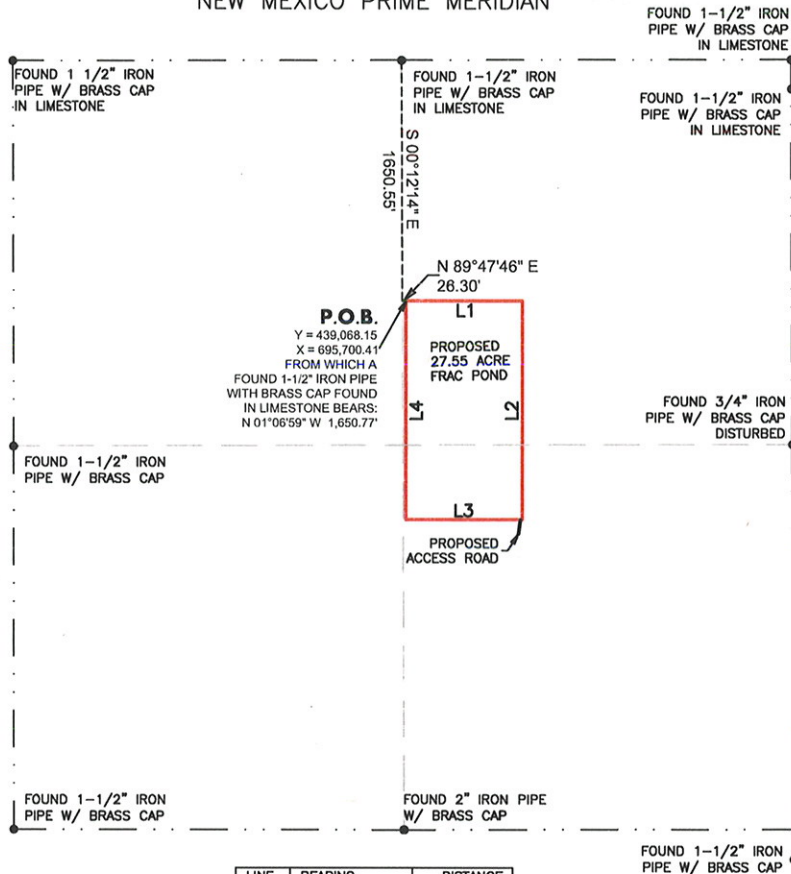 NEW MEXICO PRIME MERIDIAN
FOUND 1-1/2" IRON
PIPE W/ BRASS CAP
IN LIMESTONE
FOUND 1 1/2" IRON
PIPE W/ BRASS CAP
IN LIMESTONE
FOUND 1-1/2" IRON
PIPE W/ BRASS CAP
IN LIMESTONE
FOUND 1-1/2" IRON
PIPE W/ BRASS CAP
IN LIMESTONE
S 00°12'14" E
1650.55'
N 89°47'46" E
26.30'
L1
P.O.B.
Y = 439,068.15
X = 695,700.41
FROM WHICH A
FOUND 1-1/2" IRON PIPE
WITH BRASS CAP FOUND
IN LIMESTONE BEARS:
N 01°06'59" W 1,650.77'
PROPOSED
27.55 ACRE
FRAC POND
L4
L2
FOUND 3/4" IRON
PIPE W/ BRASS CAP
DISTURBED
FOUND 1-1/2" IRON
PIPE W/ BRASS CAP
L3
PROPOSED
ACCESS ROAD
FOUND 1-1/2" IRON
PIPE W/ BRASS CAP
FOUND 2" IRON PIPE
W/ BRASS CAP
FOUND 1-1/2" IRON
PIPE W/ BRASS CAP
LINE BEARING DISTANCE